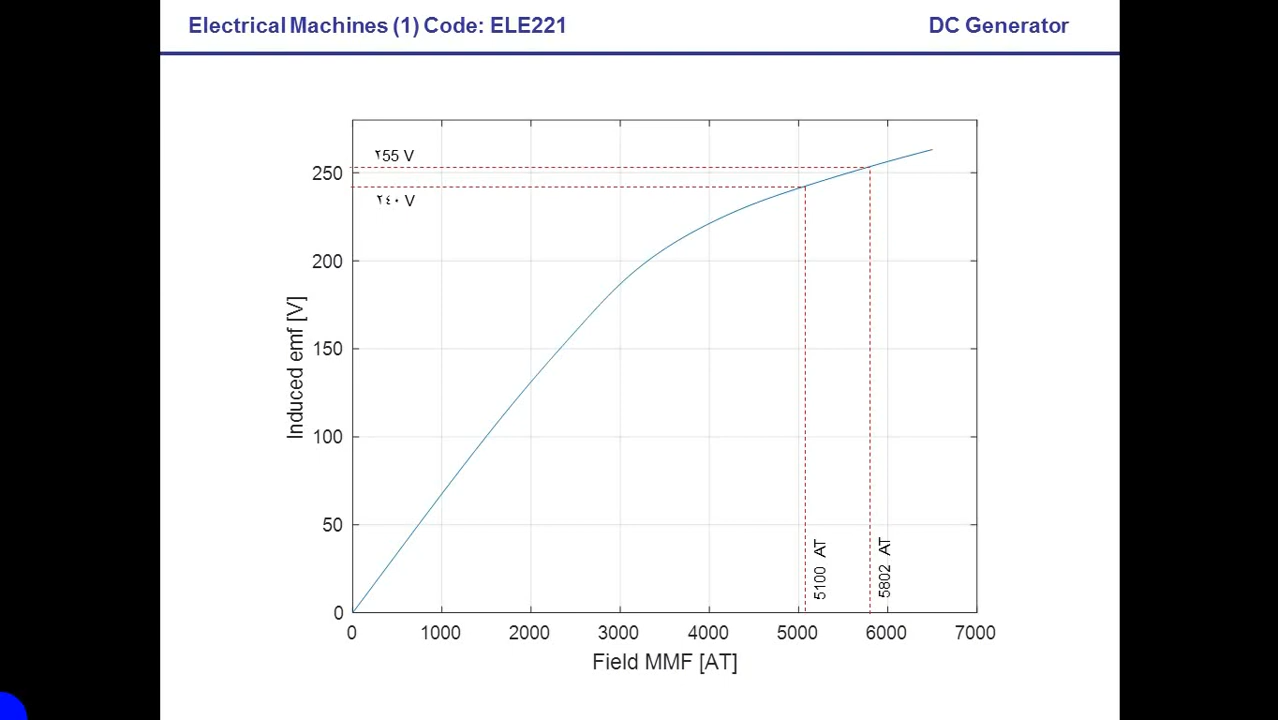 Electrical Machines (1) Code: ELE221
DC Generator
٢55 V
250
٢٤٠ V
200
150
100
50
0
Induced emf [V]
5100 AT
5802 AT
0 1000 2000 3000 4000 5000 6000 7000
Field MMF [AT]